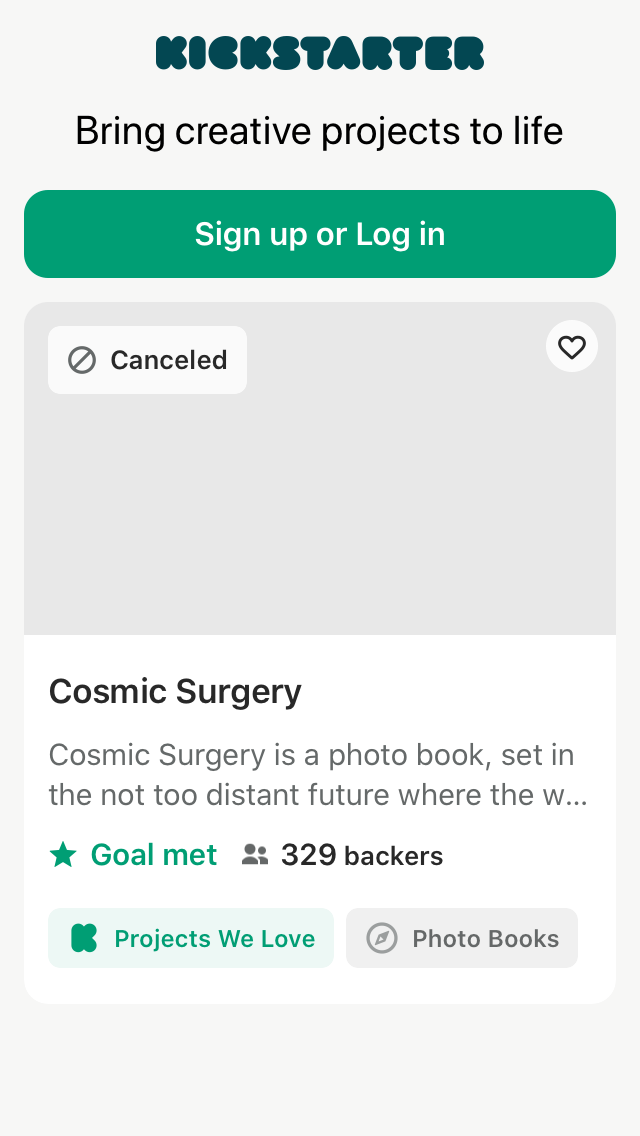 KICKSTARTER
Bring creative projects to life
Sign up or Log in
Canceled
Cosmic Surgery
Cosmic Surgery is a photo book, set in
the not too distant future where the w...
Goal met 329 backers
Projects We Love Photo Books